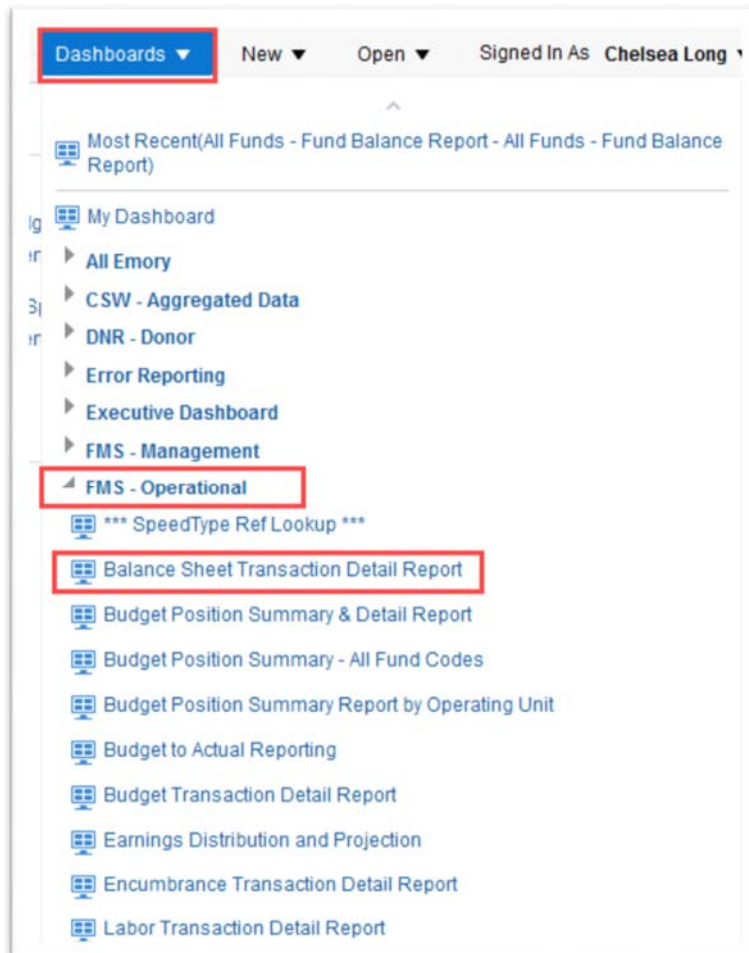 Dashboards ▼ New ▼ Open ▼ Signed In As Chelsea Long
Most Recent(All Funds - Fund Balance Report - All Funds - Fund Balance
Report)
My Dashboard
All Emory
CSW - Aggregated Data
DNR - Donor
Error Reporting
Executive Dashboard
FMS - Management
FMS - Operational
*** SpeedType Ref Lookup ***
Balance Sheet Transaction Detail Report
Budget Position Summary & Detail Report
Budget Position Summary - All Fund Codes
Budget Position Summary Report by Operating Unit
Budget to Actual Reporting
Budget Transaction Detail Report
Earnings Distribution and Projection
Encumbrance Transaction Detail Report
Labor Transaction Detail Report